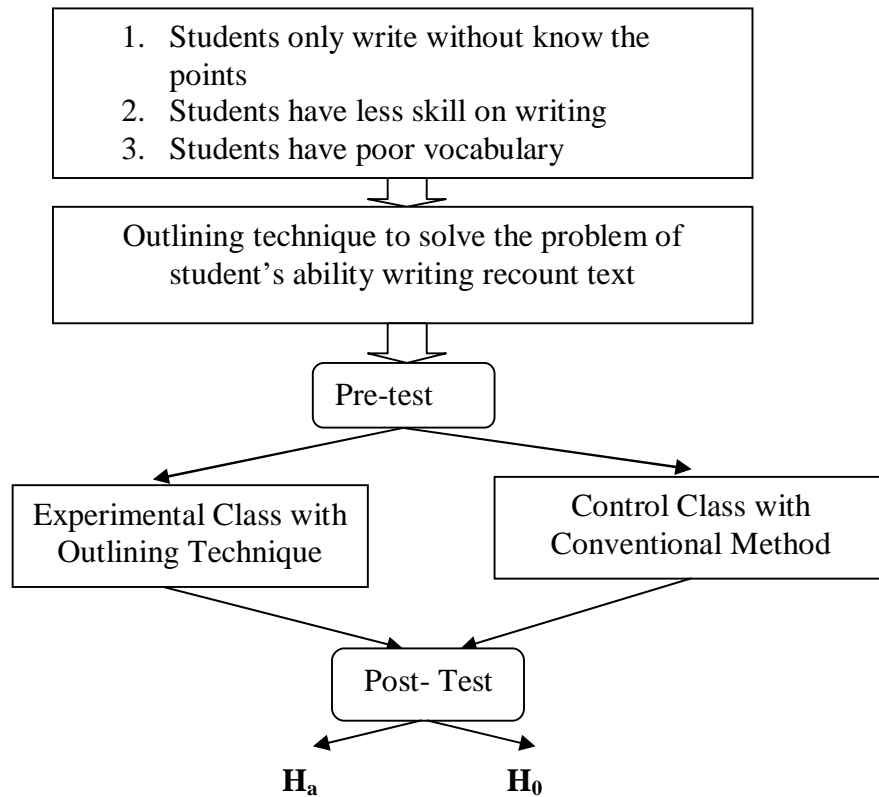 1. Students only write without know the
points
2. Students have less skill on writing
3. Students have poor vocabulary
Outlining technique to solve the problem of
student’s ability writing recount text
Pre-test
Experimental Class with
Outlining Technique
Control Class with
Conventional Method
Post- Test
Hₐ
H₀